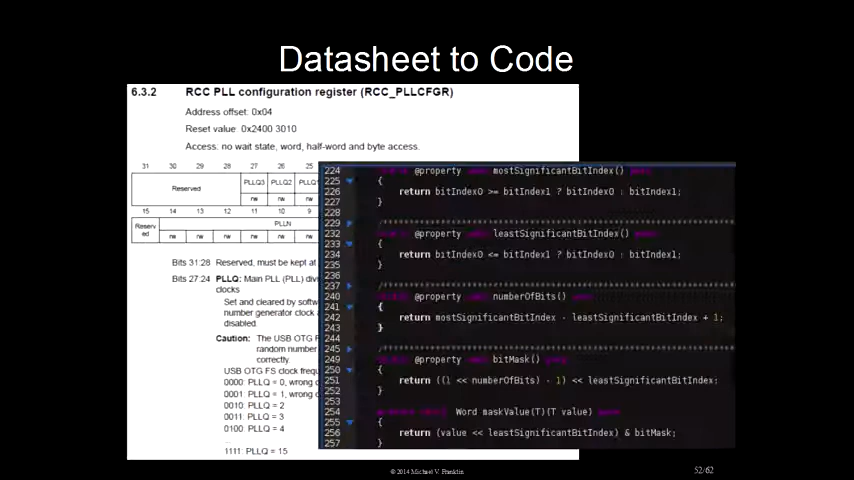 Datasheet to Code
6.3.2 RCC PLL configuration register (RCC_PLLCFGR)
Address offset: 0x04
Reset value: 0x2400 3010
Access: no wait state, word, half-word and byte access.
31 30 29 28 27 26 25
Reserved PLLQ3 PLLQ2 PLLQ1
rw rw rw
15 14 13 12 11 10 9
Reserv ed PLLN
rw rw rw rw rw rw
Bits 31:28 Reserved, must be kept at
Bits 27:24 PLLQ: Main PLL (PLL) divi
clocks
Set and cleared by softw
number generator clock
disabled.
Caution: The USB OTG F
random number
correctly.
USB OTG FS clock frequ
0000: PLLQ = 0, wrong c
0001: PLLQ = 1, wrong c
0010: PLLQ = 2
0011: PLLQ = 3
0100: PLLQ = 4
...
1111: PLLQ = 15
224 @property mostSignificantBitIndex()
225 {
226 return bitIndex0 >= bitIndex1 ? bitIndex0 : bitIndex1;
227 }
228
229
232 @property leastSignificantBitIndex()
233 {
234 return bitIndex0 <= bitIndex1 ? bitIndex0 : bitIndex1;
235 }
236
237
240 @property numberOfBits()
241 {
242 return mostSignificantBitIndex - leastSignificantBitIndex + 1;
243 }
244
245
249 @property bitMask()
250 {
251 return ((1 << numberOfBits) - 1) << leastSignificantBitIndex;
252 }
253
254 Word maskValue(T)(T value)
255 {
256 return (value << leastSignificantBitIndex) & bitMask;
257 }
© 2014 Michael V. Franklin
52/62